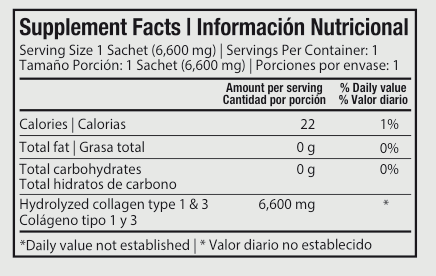 Supplement Facts | Información Nutricional
Serving Size 1 Sachet (6,600 mg) | Servings Per Container: 1
Tamaño Porción: 1 Sachet (6,600 mg) | Porciones por envase: 1
Amount per serving % Daily value
Cantidad por porción % Valor diario
Calories | Calorias 22 1%
Total fat | Grasa total 0 g 0%
Total carbohydrates 0 g 0%
Total hidratos de carbono
Hydrolyzed collagen type 1 & 3 6,600 mg *
Colágeno tipo 1 y 3
*Daily value not established | * Valor diario no establecido